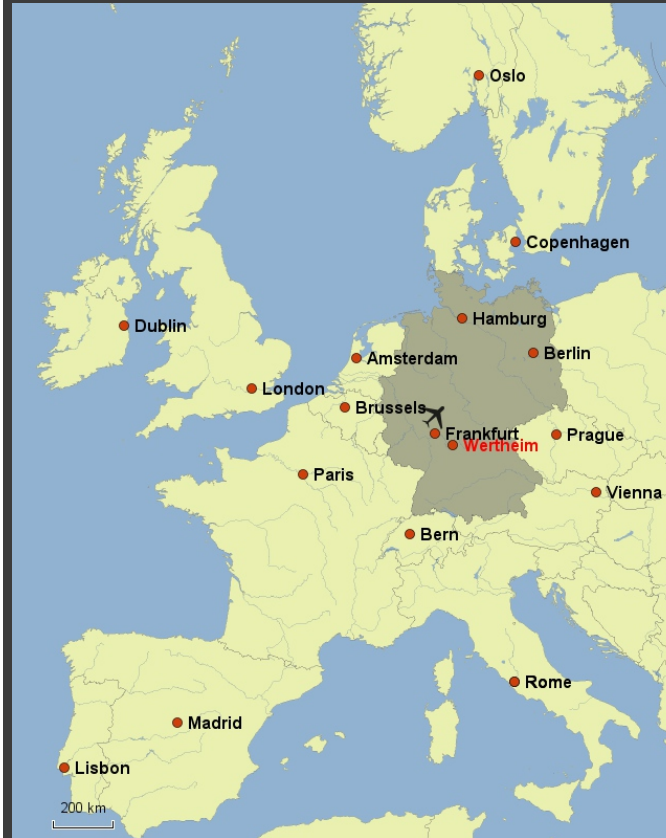 Oslo
Copenhagen
Hamburg
Dublin
Berlin
Amsterdam
London
Brussels
Frankfurt
Prague
Wertheim
Paris
Vienna
Bern
Rome
Madrid
Lisbon
200 km